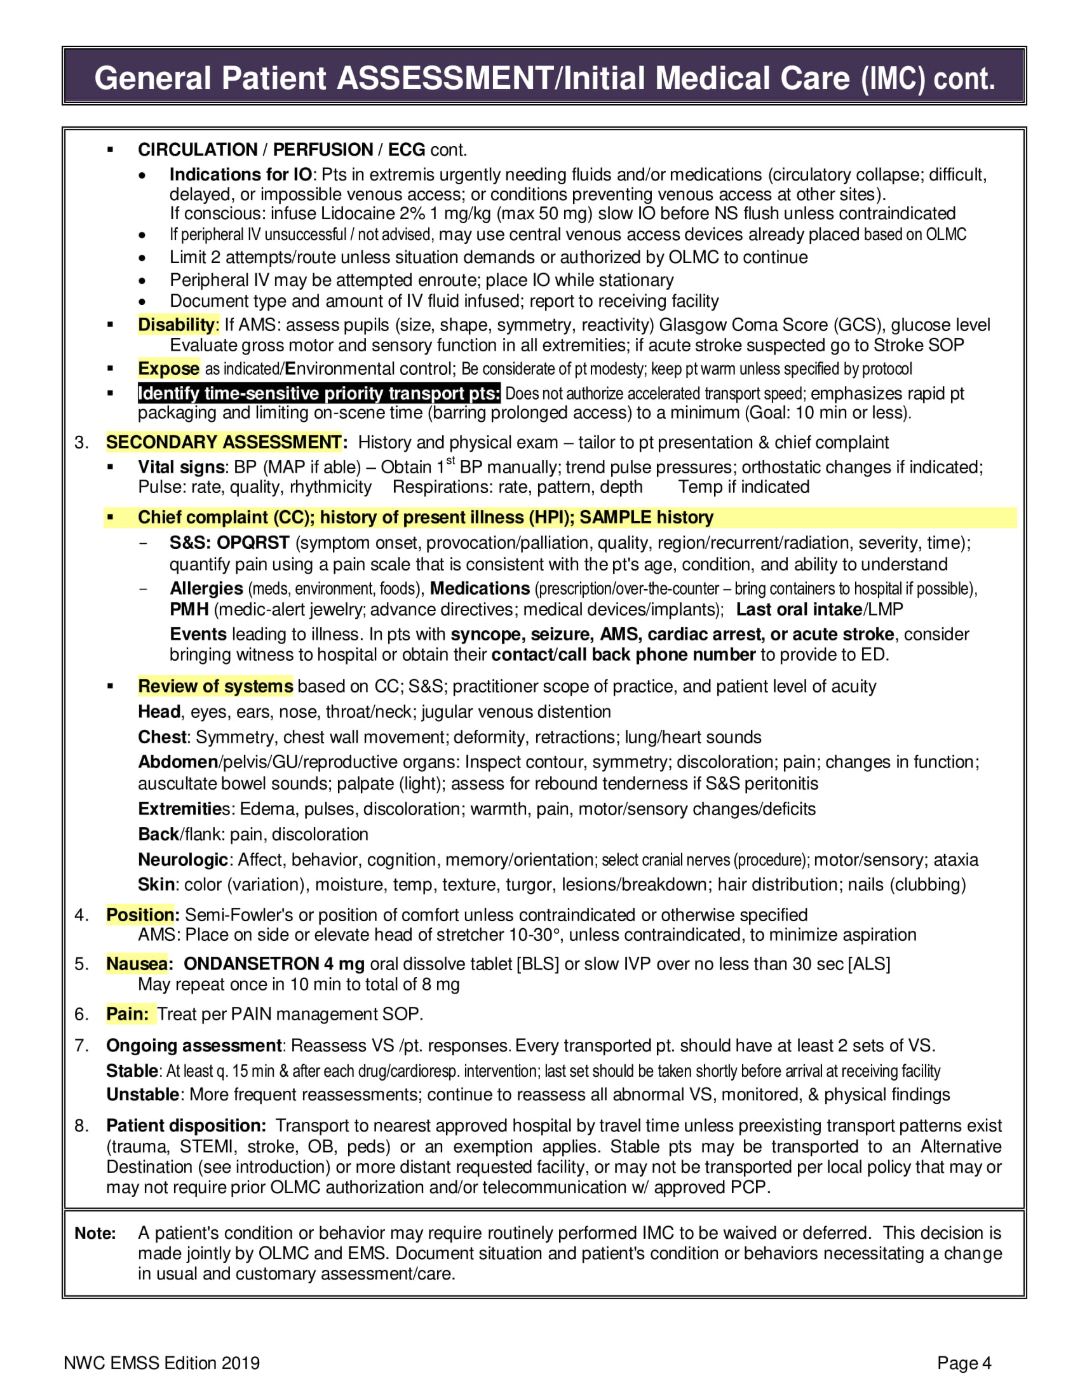 General Patient ASSESSMENT/Initial Medical Care (IMC) cont.
▪ CIRCULATION / PERFUSION / ECG cont.
• Indications for IO: Pts in extremis urgently needing fluids and/or medications (circulatory collapse; difficult,
delayed, or impossible venous access; or conditions preventing venous access at other sites).
If conscious: infuse Lidocaine 2% 1 mg/kg (max 50 mg) slow IO before NS flush unless contraindicated
• If peripheral IV unsuccessful / not advised, may use central venous access devices already placed based on OLMC
• Limit 2 attempts/route unless situation demands or authorized by OLMC to continue
• Peripheral IV may be attempted enroute; place IO while stationary
• Document type and amount of IV fluid infused; report to receiving facility
▪ Disability: If AMS: assess pupils (size, shape, symmetry, reactivity) Glasgow Coma Score (GCS), glucose level
Evaluate gross motor and sensory function in all extremities; if acute stroke suspected go to Stroke SOP
▪ Expose as indicated/Environmental control; Be considerate of pt modesty; keep pt warm unless specified by protocol
▪ Identify time-sensitive priority transport pts: Does not authorize accelerated transport speed; emphasizes rapid pt
packaging and limiting on-scene time (barring prolonged access) to a minimum (Goal: 10 min or less).
3. SECONDARY ASSESSMENT: History and physical exam – tailor to pt presentation & chief complaint
▪ Vital signs: BP (MAP if able) – Obtain 1st BP manually; trend pulse pressures; orthostatic changes if indicated;
Pulse: rate, quality, rhythmicity Respirations: rate, pattern, depth Temp if indicated
▪ Chief complaint (CC); history of present illness (HPI); SAMPLE history
− S&S: OPQRST (symptom onset, provocation/palliation, quality, region/recurrent/radiation, severity, time);
quantify pain using a pain scale that is consistent with the pt's age, condition, and ability to understand
− Allergies (meds, environment, foods), Medications (prescription/over-the-counter – bring containers to hospital if possible),
PMH (medic-alert jewelry; advance directives; medical devices/implants); Last oral intake/LMP
Events leading to illness. In pts with syncope, seizure, AMS, cardiac arrest, or acute stroke, consider
bringing witness to hospital or obtain their contact/call back phone number to provide to ED.
▪ Review of systems based on CC; S&S; practitioner scope of practice, and patient level of acuity
Head, eyes, ears, nose, throat/neck; jugular venous distention
Chest: Symmetry, chest wall movement; deformity, retractions; lung/heart sounds
Abdomen/pelvis/GU/reproductive organs: Inspect contour, symmetry; discoloration; pain; changes in function;
auscultate bowel sounds; palpate (light); assess for rebound tenderness if S&S peritonitis
Extremities: Edema, pulses, discoloration; warmth, pain, motor/sensory changes/deficits
Back/flank: pain, discoloration
Neurologic: Affect, behavior, cognition, memory/orientation; select cranial nerves (procedure); motor/sensory; ataxia
Skin: color (variation), moisture, temp, texture, turgor, lesions/breakdown; hair distribution; nails (clubbing)
4. Position: Semi-Fowler's or position of comfort unless contraindicated or otherwise specified
AMS: Place on side or elevate head of stretcher 10-30°, unless contraindicated, to minimize aspiration
5. Nausea: ONDANSETRON 4 mg oral dissolve tablet [BLS] or slow IVP over no less than 30 sec [ALS]
May repeat once in 10 min to total of 8 mg
6. Pain: Treat per PAIN management SOP.
7. Ongoing assessment: Reassess VS /pt. responses. Every transported pt. should have at least 2 sets of VS.
Stable: At least q. 15 min & after each drug/cardioresp. intervention; last set should be taken shortly before arrival at receiving facility
Unstable: More frequent reassessments; continue to reassess all abnormal VS, monitored, & physical findings
8. Patient disposition: Transport to nearest approved hospital by travel time unless preexisting transport patterns exist
(trauma, STEMI, stroke, OB, peds) or an exemption applies. Stable pts may be transported to an Alternative
Destination (see introduction) or more distant requested facility, or may not be transported per local policy that may or
may not require prior OLMC authorization and/or telecommunication w/ approved PCP.
Note: A patient's condition or behavior may require routinely performed IMC to be waived or deferred. This decision is
made jointly by OLMC and EMS. Document situation and patient's condition or behaviors necessitating a change
in usual and customary assessment/care.
NWC EMSS Edition 2019 Page 4